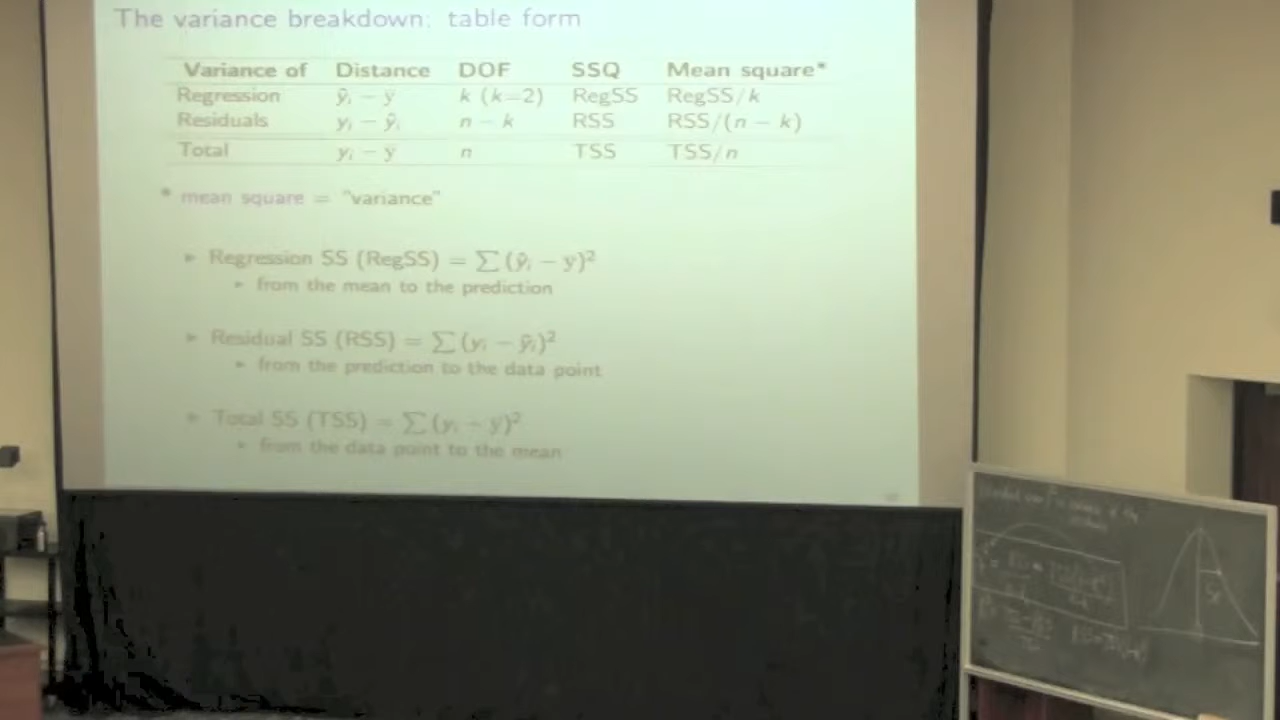 The variance breakdown: table form
Variance of Distance DOF SSQ Mean square*
Regression ŷᵢ − ȳ k (k=2) RegSS RegSS/k
Residuals yᵢ − ŷᵢ n − k RSS RSS/(n − k)
Total yᵢ − ȳ n TSS TSS/n
* mean square = "variance"
► Regression SS (RegSS) = ∑(ŷᵢ − ȳ)²
► from the mean to the prediction
► Residual SS (RSS) = ∑(yᵢ − ŷᵢ)²
► from the prediction to the data point
► Total SS (TSS) = ∑(yᵢ − ȳ)²
► from the data point to the mean